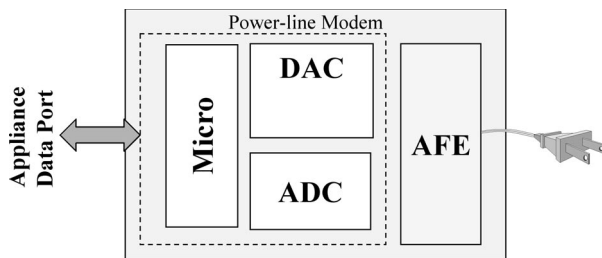 Power-line Modem
Appliance
Data Port
Micro
DAC
ADC
AFE